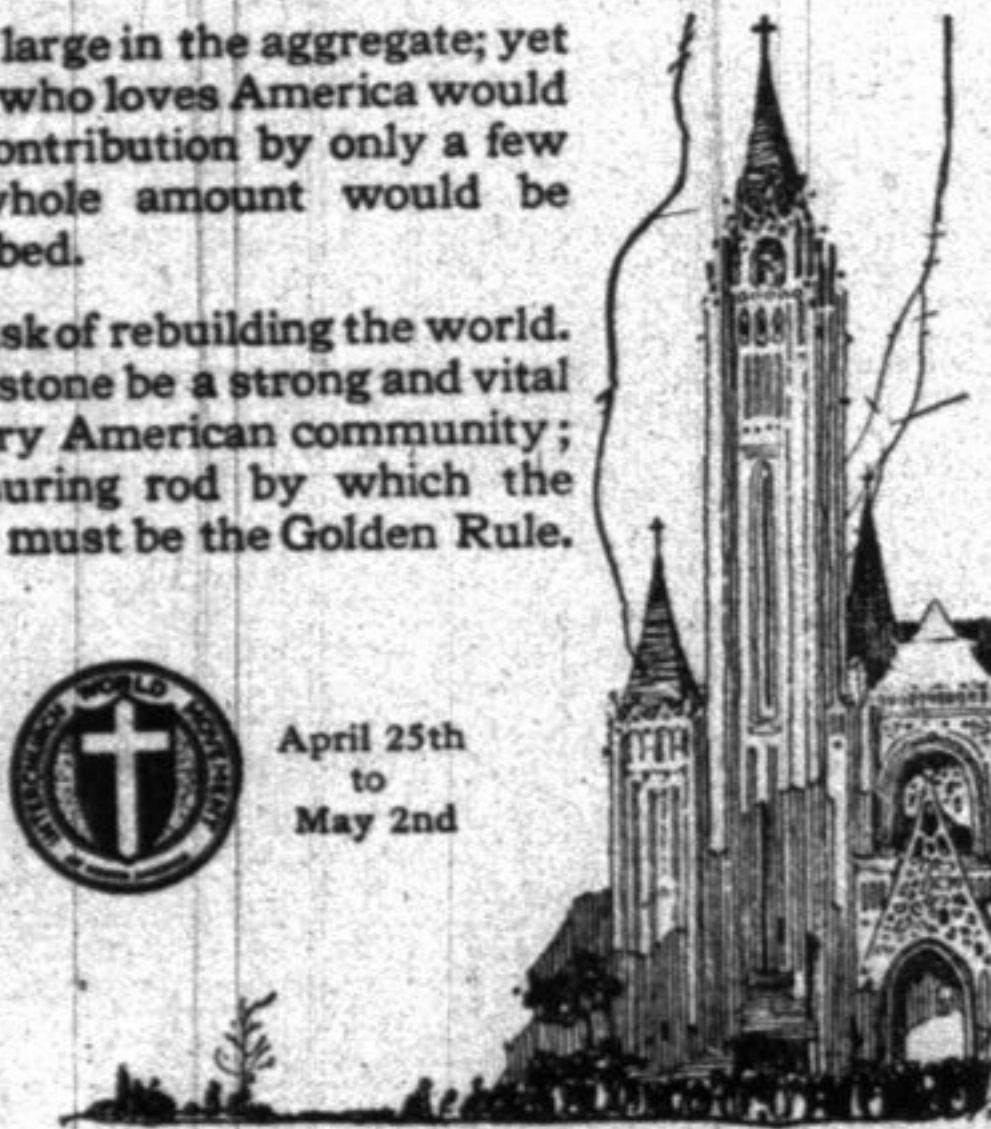 large in the aggregate; yet
who loves America would
ontribution by only a few
whole amount would be
bed.
sk of rebuilding the world.
stone be a strong and vital
ry American community;
uring rod by which the
must be the Golden Rule.
INTERCHURCH WORLD MOVEMENT
April 25th
to
May 2nd